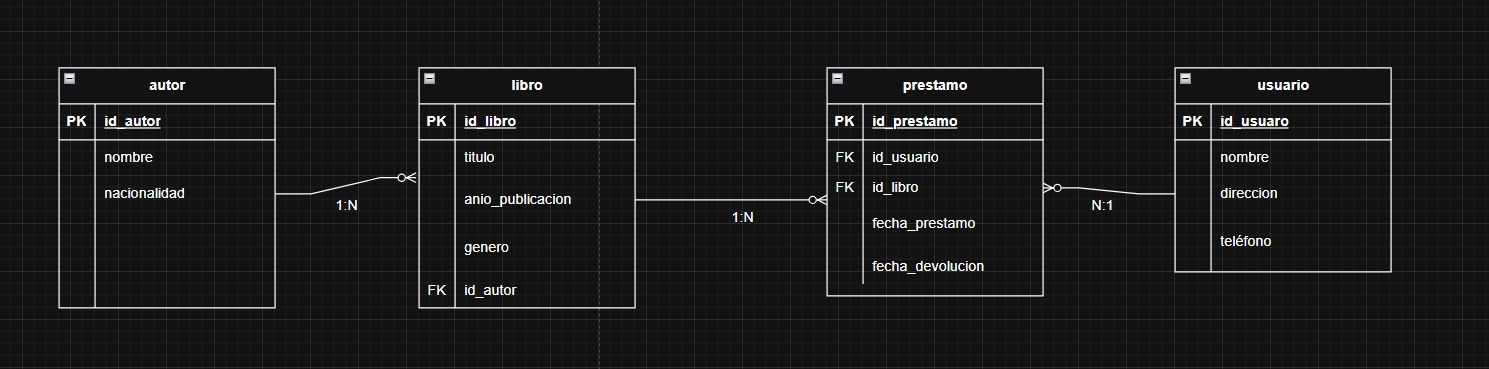 autor
PK id_autor
nombre
nacionalidad
1:N
libro
PK id_libro
titulo
anio_publicacion
genero
FK id_autor
1:N
prestamo
PK id_prestamo
FK id_usuario
FK id_libro
fecha_prestamo
fecha_devolucion
N:1
usuario
PK id_usuaro
nombre
direccion
teléfono